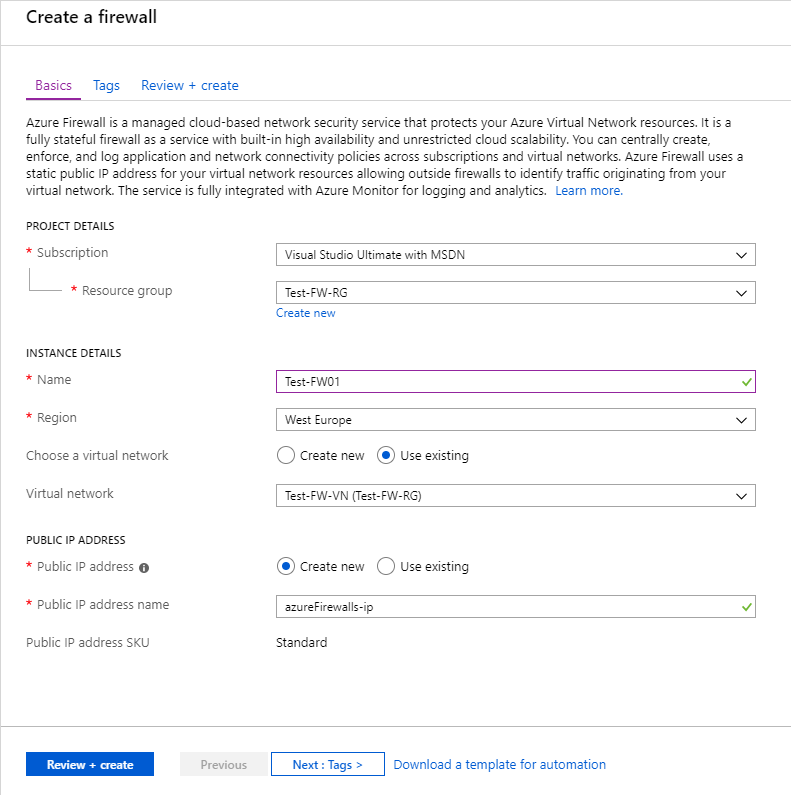 Create a firewall
Basics Tags Review + create
Azure Firewall is a managed cloud-based network security service that protects your Azure Virtual Network resources. It is a
fully stateful firewall as a service with built-in high availability and unrestricted cloud scalability. You can centrally create,
enforce, and log application and network connectivity policies across subscriptions and virtual networks. Azure Firewall uses a
static public IP address for your virtual network resources allowing outside firewalls to identify traffic originating from your
virtual network. The service is fully integrated with Azure Monitor for logging and analytics. Learn more.
PROJECT DETAILS
* Subscription Visual Studio Ultimate with MSDN
* Resource group Test-FW-RG
Create new
INSTANCE DETAILS
* Name Test-FW01
* Region West Europe
Choose a virtual network Create new Use existing
Virtual network Test-FW-VN (Test-FW-RG)
PUBLIC IP ADDRESS
* Public IP address Create new Use existing
* Public IP address name azureFirewalls-ip
Public IP address SKU Standard
Review + create Previous Next : Tags > Download a template for automation